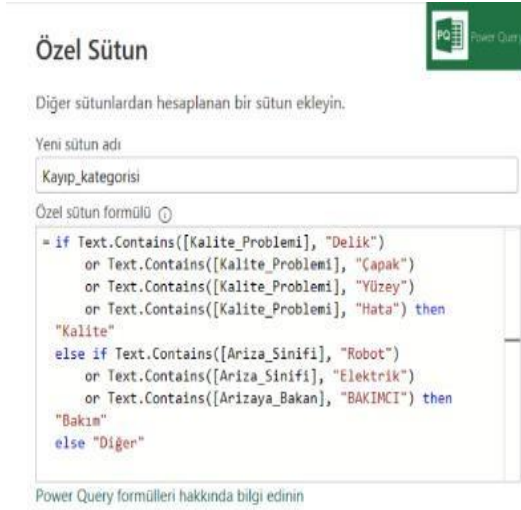 Özel Sütun
PQ Power Query
Diğer sütunlardan hesaplanan bir sütun ekleyin.
Yeni sütun adı
Kayıp_kategorisi
Özel sütun formülü
= if Text.Contains([Kalite_Problemi], "Delik")
or Text.Contains([Kalite_Problemi], "Çapak")
or Text.Contains([Kalite_Problemi], "Yüzey")
or Text.Contains([Kalite_Problemi], "Hata") then
"Kalite"
else if Text.Contains([Ariza_Sinifi], "Robot")
or Text.Contains([Ariza_Sinifi], "Elektrik")
or Text.Contains([Arizaya_Bakan], "BAKIMCI") then
"Bakım"
else "Diğer"
Power Query formülleri hakkında bilgi edinin